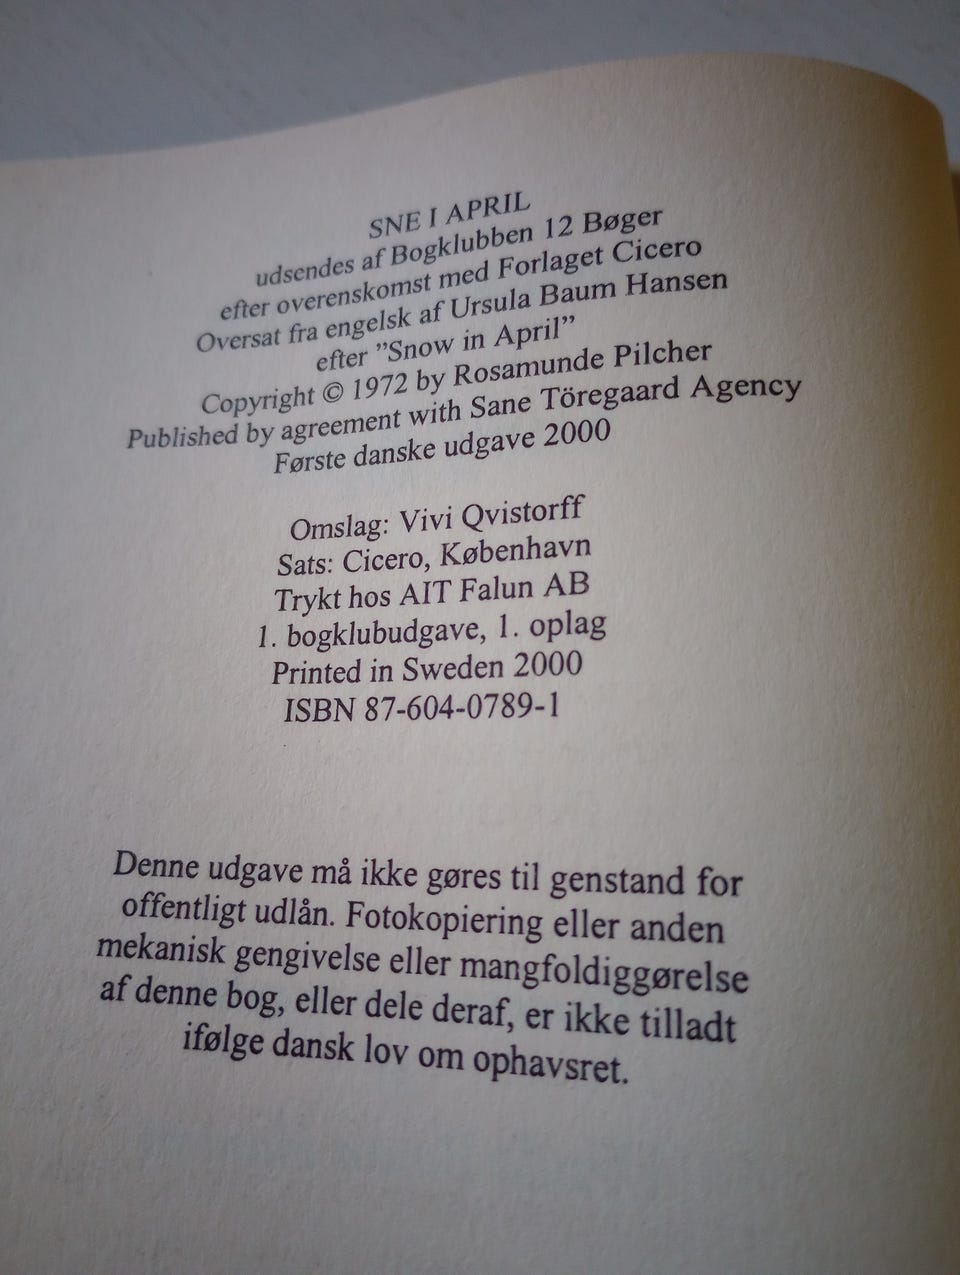 SNE I APRIL
udsendes af Bogklubben 12 Bøger
efter overenskomst med Forlaget Cicero
Oversat fra engelsk af Ursula Baum Hansen
efter ”Snow in April”
Copyright © 1972 by Rosamunde Pilcher
Published by agreement with Sane Töregaard Agency
Første danske udgave 2000
Omslag: Vivi Qvistorff
Sats: Cicero, København
Trykt hos AIT Falun AB
1. bogklubudgave, 1. oplag
Printed in Sweden 2000
ISBN 87-604-0789-1
Denne udgave må ikke gøres til genstand for
offentligt udlån. Fotokopiering eller anden
mekanisk gengivelse eller mangfoldiggørelse
af denne bog, eller dele deraf, er ikke tilladt
ifølge dansk lov om ophavsret.